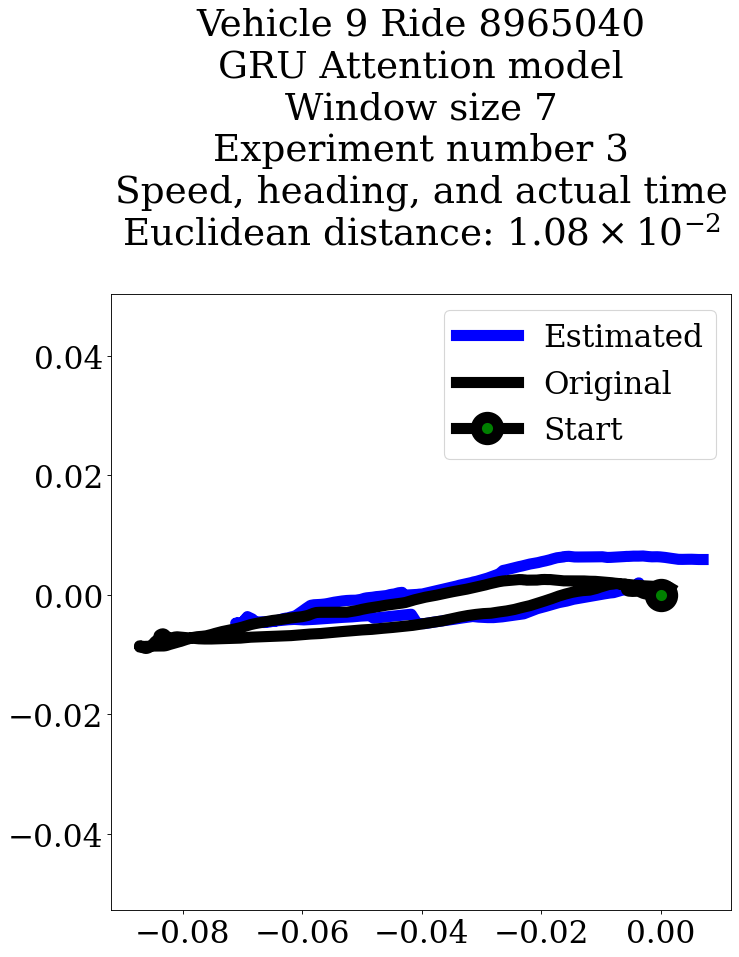 Vehicle 9 Ride 8965040
GRU Attention model
Window size 7
Experiment number 3
Speed, heading, and actual time
Euclidean distance: 1.08 × 10⁻²
Estimated
Original
Start
0.04
0.02
0.00
−0.02
−0.04
−0.08 −0.06 −0.04 −0.02 0.00